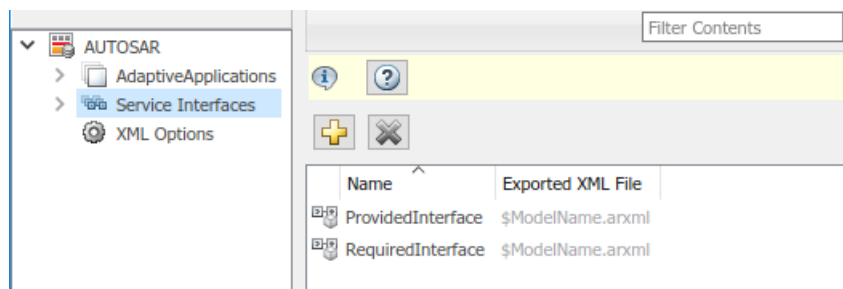 Filter Contents
AUTOSAR
AdaptiveApplications
Service Interfaces
XML Options
Name Exported XML File
ProvidedInterface $ModelName.arxml
RequiredInterface $ModelName.arxml